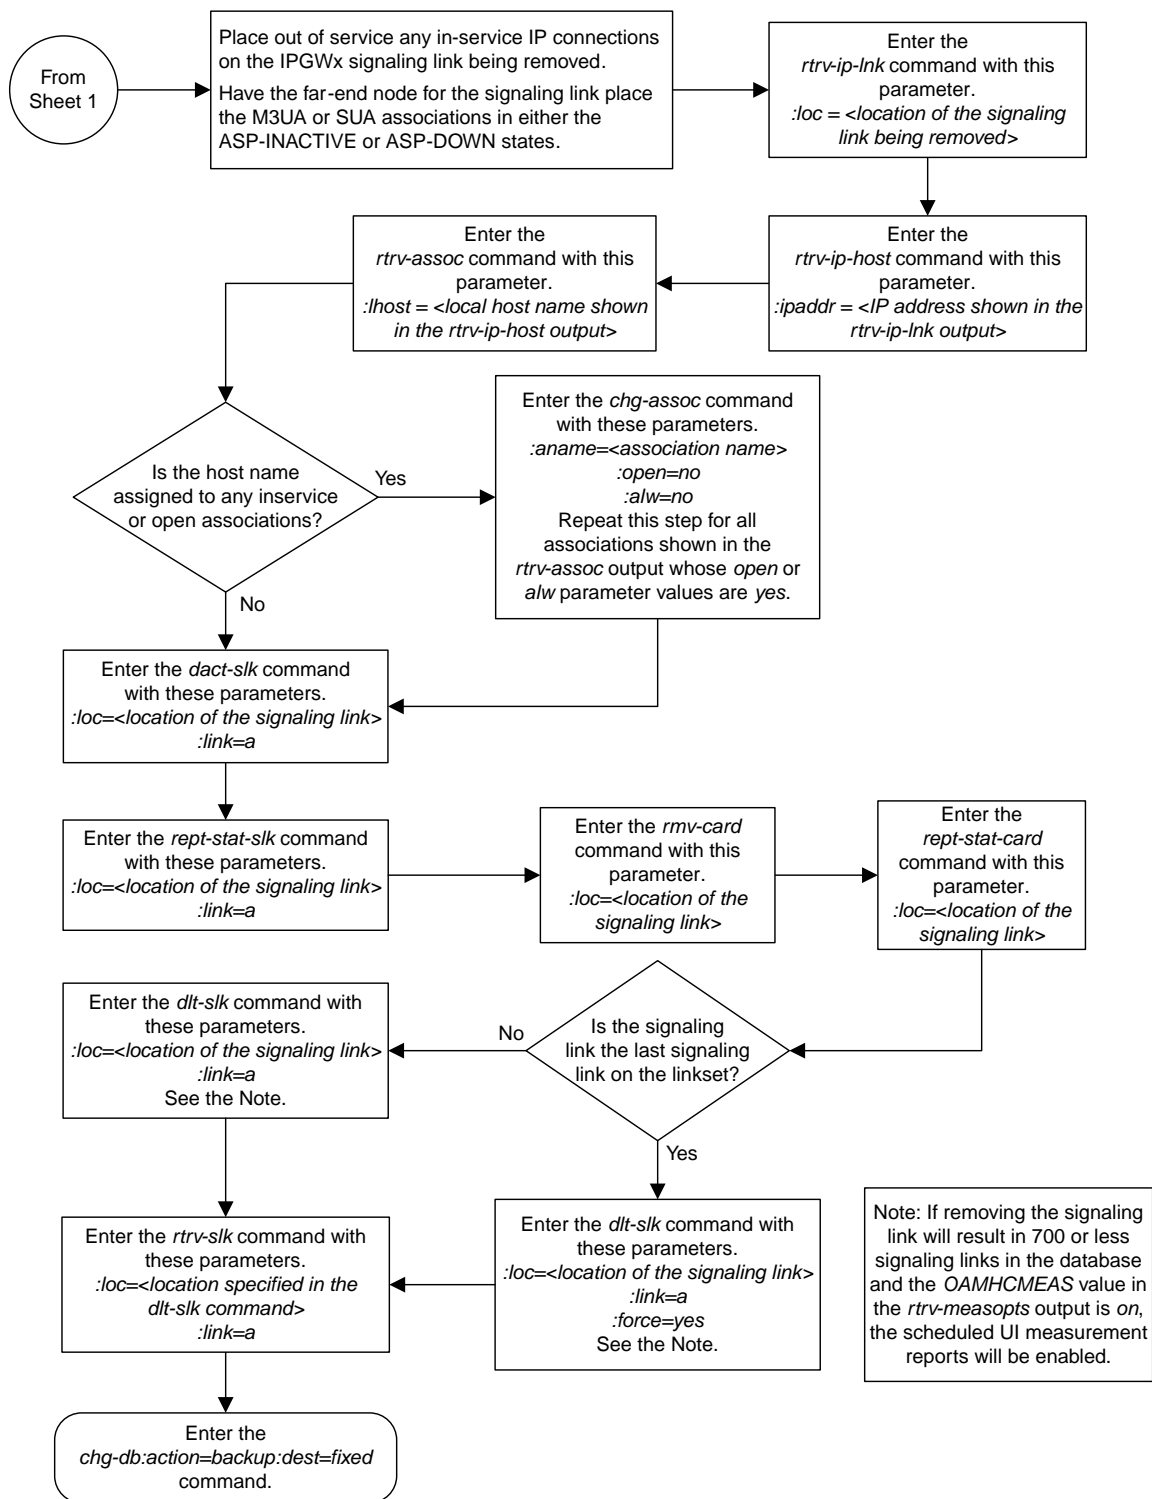 From
Sheet 1
Place out of service any in-service IP connections
on the IPGWx signaling link being removed.
Have the far-end node for the signaling link place
the M3UA or SUA associations in either the
ASP-INACTIVE or ASP-DOWN states.
Enter the
rtrv-ip-lnk command with this
parameter.
:loc = <location of the signaling
link being removed>
Enter the
rtrv-ip-host command with this
parameter.
:ipaddr = <IP address shown in the
rtrv-ip-lnk output>
Enter the
rtrv-assoc command with this
parameter.
:lhost = <local host name shown
in the rtrv-ip-host output>
Is the host name
assigned to any inservice
or open associations?
Yes
No
Enter the chg-assoc command
with these parameters.
:aname=<association name>
:open=no
:alw=no
Repeat this step for all
associations shown in the
rtrv-assoc output whose open or
alw parameter values are yes.
Enter the dact-slk command
with these parameters.
:loc=<location of the signaling link>
:link=a
Enter the rept-stat-slk command
with these parameters.
:loc=<location of the signaling link>
:link=a
Enter the rmv-card
command with this
parameter.
:loc=<location of the
signaling link>
Enter the
rept-stat-card
command with this
parameter.
:loc=<location of the
signaling link>
Is the signaling
link the last signaling
link on the linkset?
No
Yes
Enter the dlt-slk command with
these parameters.
:loc=<location of the signaling link>
:link=a
See the Note.
Enter the dlt-slk command with
these parameters.
:loc=<location of the signaling link>
:link=a
:force=yes
See the Note.
Enter the rtrv-slk command with
these parameters.
:loc=<location specified in the
dlt-slk command>
:link=a
Note: If removing the signaling
link will result in 700 or less
signaling links in the database
and the OAMHCMEAS value in
the rtrv-measopts output is on,
the scheduled UI measurement
reports will be enabled.
Enter the
chg-db:action=backup:dest=fixed
command.